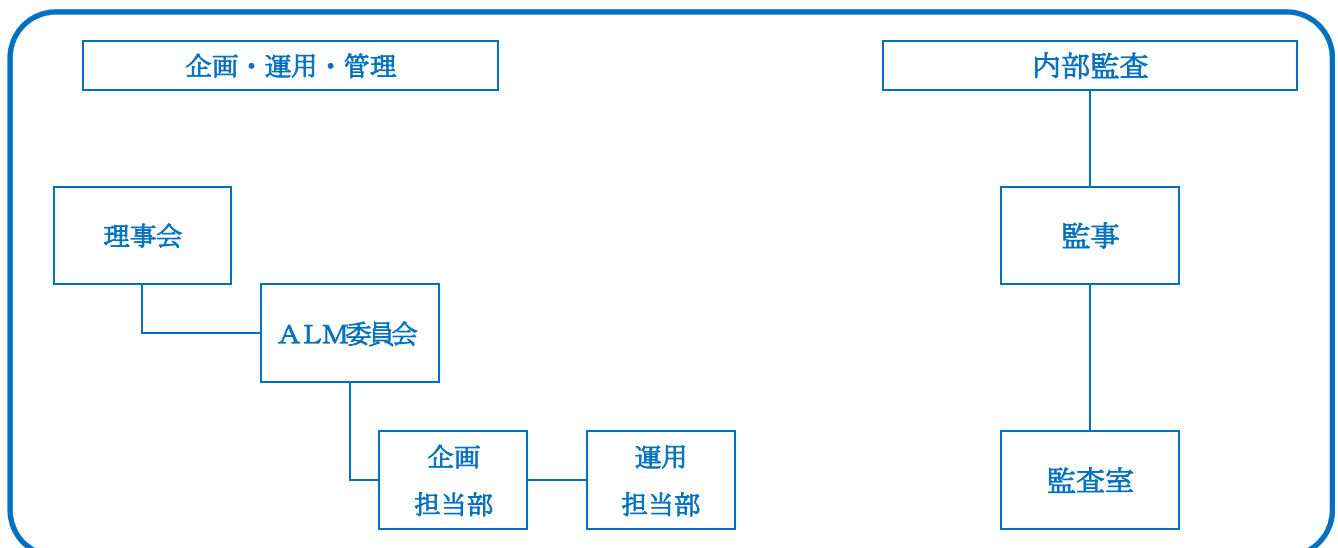 企画・運用・管理
内部監査
理事会
監事
ＡＬＭ委員会
企画
担当部
運用
担当部
監査室